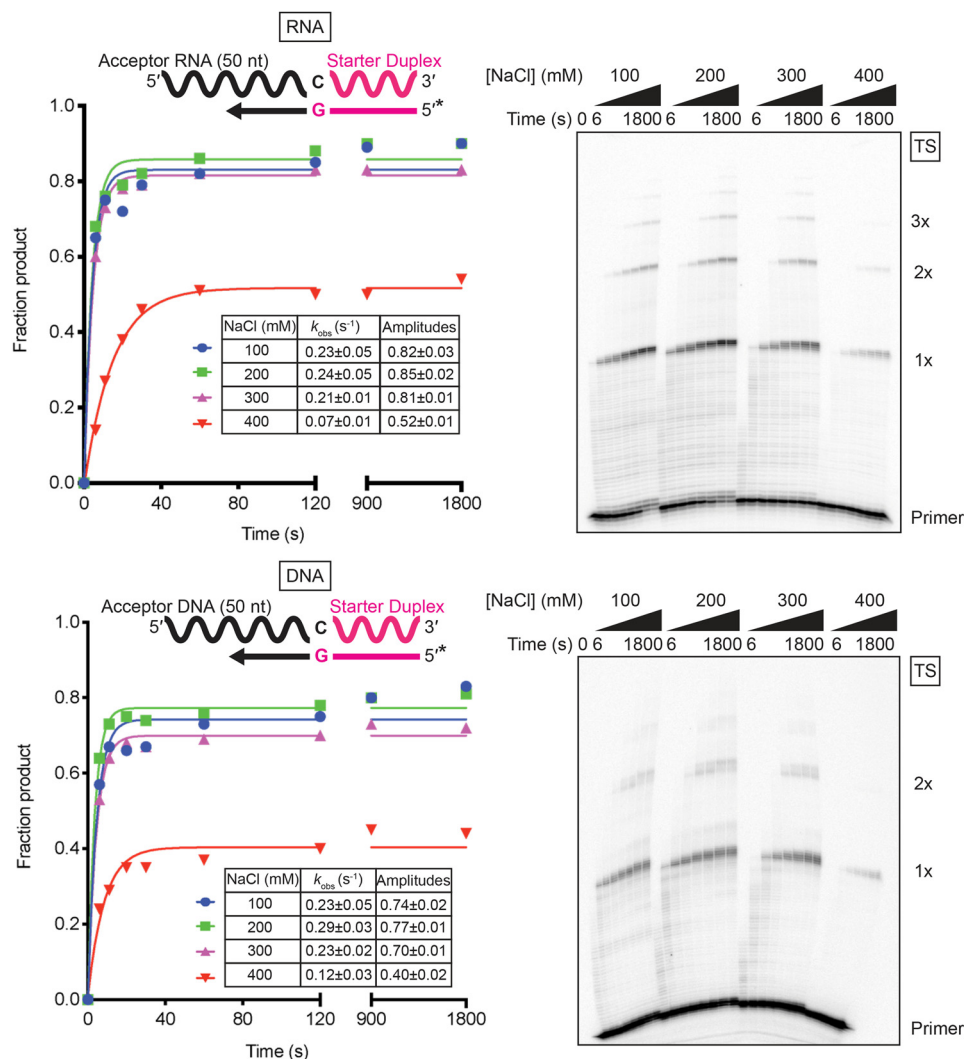 RNA
Acceptor RNA (50 nt) Starter Duplex
5′ C 3′
G 5′*
1.0
0.8
0.6
0.4
0.2
0.0
Fraction product
NaCl (mM) kobs (s⁻¹) Amplitudes
100 0.23±0.05 0.82±0.03
200 0.24±0.05 0.85±0.02
300 0.21±0.01 0.81±0.01
400 0.07±0.01 0.52±0.01
0 40 80 120 900 1800
Time (s)
[NaCl] (mM) 100 200 300 400
Time (s) 0 6 1800 6 1800 6 1800 6 1800
TS
3x
2x
1x
Primer
DNA
Acceptor DNA (50 nt) Starter Duplex
5′ C 3′
G 5′*
1.0
0.8
0.6
0.4
0.2
0.0
Fraction product
NaCl (mM) kobs (s⁻¹) Amplitudes
100 0.23±0.05 0.74±0.02
200 0.29±0.03 0.77±0.01
300 0.23±0.02 0.70±0.01
400 0.12±0.03 0.40±0.02
0 40 80 120 900 1800
Time (s)
[NaCl] (mM) 100 200 300 400
Time (s) 0 6 1800 6 1800 6 1800 6 1800
TS
2x
1x
Primer